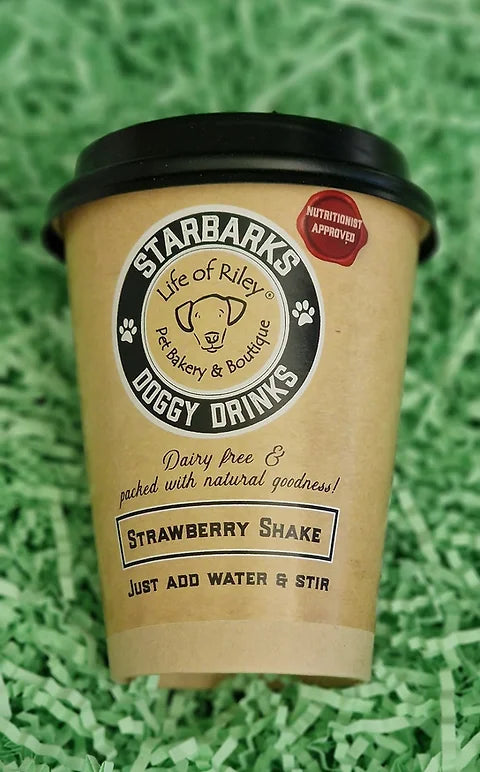 STARBARKS
Life of Riley®
Pet Bakery & Boutique
DOGGY DRINKS
NUTRITIONIST
APPROVED
Dairy free &
packed with natural goodness!
STRAWBERRY SHAKE
JUST ADD WATER & STIR